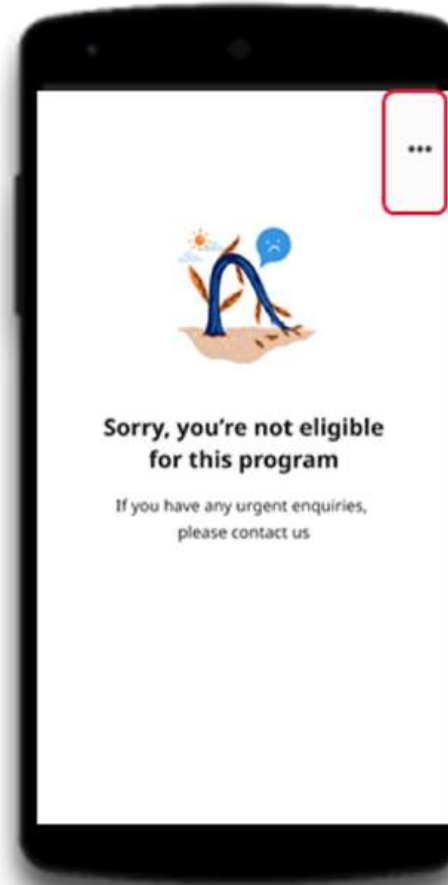 Sorry, you're not eligible
for this program
If you have any urgent enquiries,
please contact us